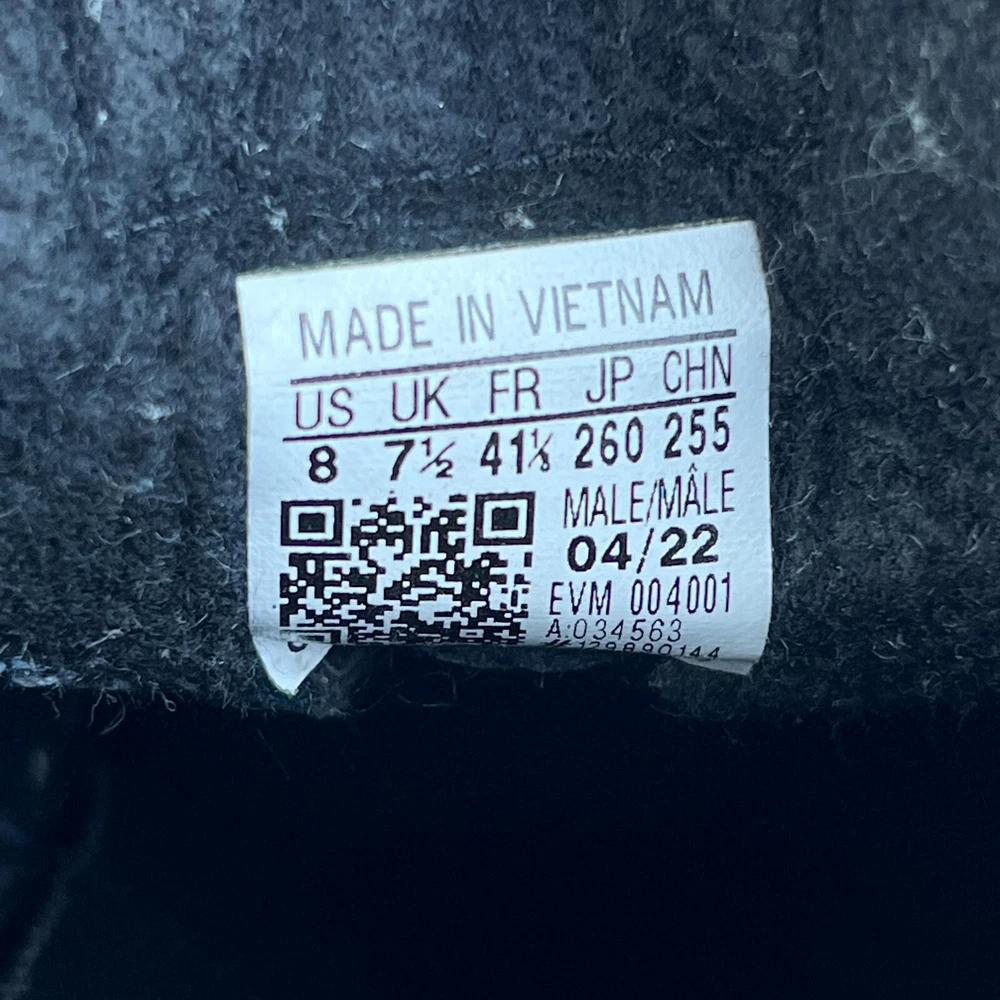 MADE IN VIETNAM
US UK FR JP CHN
8 7½ 41⅓ 260 255
MALE/MÂLE
04/22
EVM 004001
A:034563